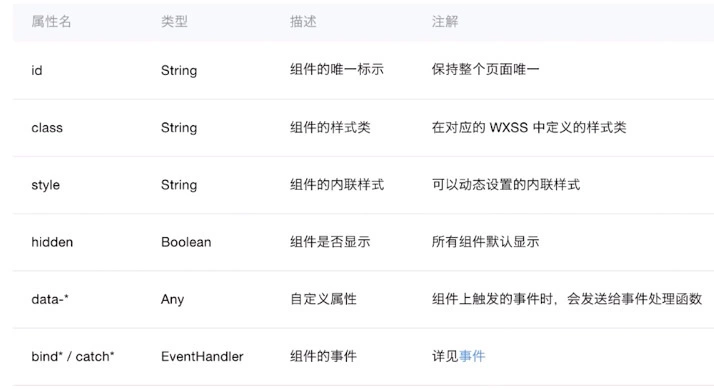 属性名 类型 描述 注解
id String 组件的唯一标示 保持整个页面唯一
class String 组件的样式类 在对应的 WXSS 中定义的样式类
style String 组件的内联样式 可以动态设置的内联样式
hidden Boolean 组件是否显示 所有组件默认显示
data-* Any 自定义属性 组件上触发的事件时，会发送给事件处理函数
bind* / catch* EventHandler 组件的事件 详见事件